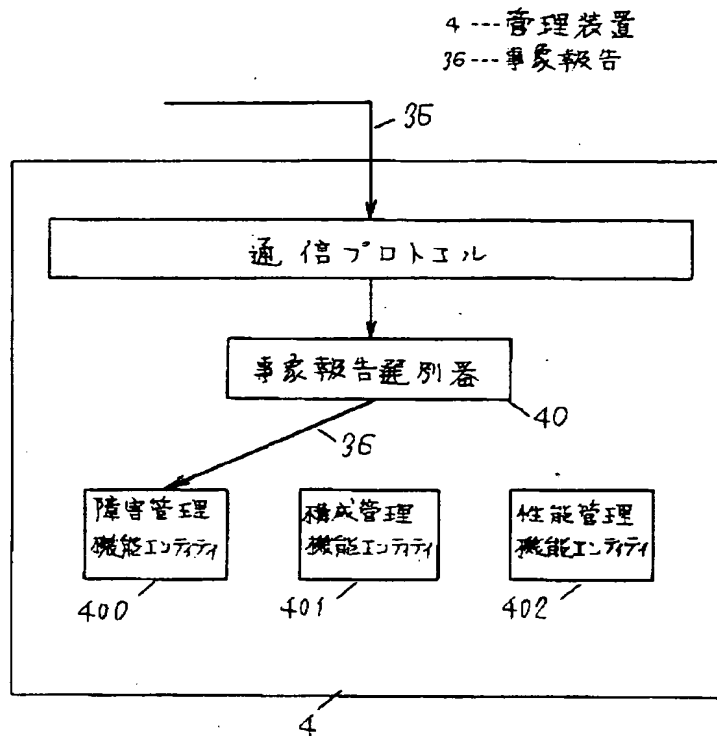 4 --- 管理装置
36 --- 事象報告
36
通信プロトコル
事象報告選別器
40
36
障害管理
機能エンティティ
構成管理
機能エンティティ
性能管理
機能エンティティ
400
401
402
4